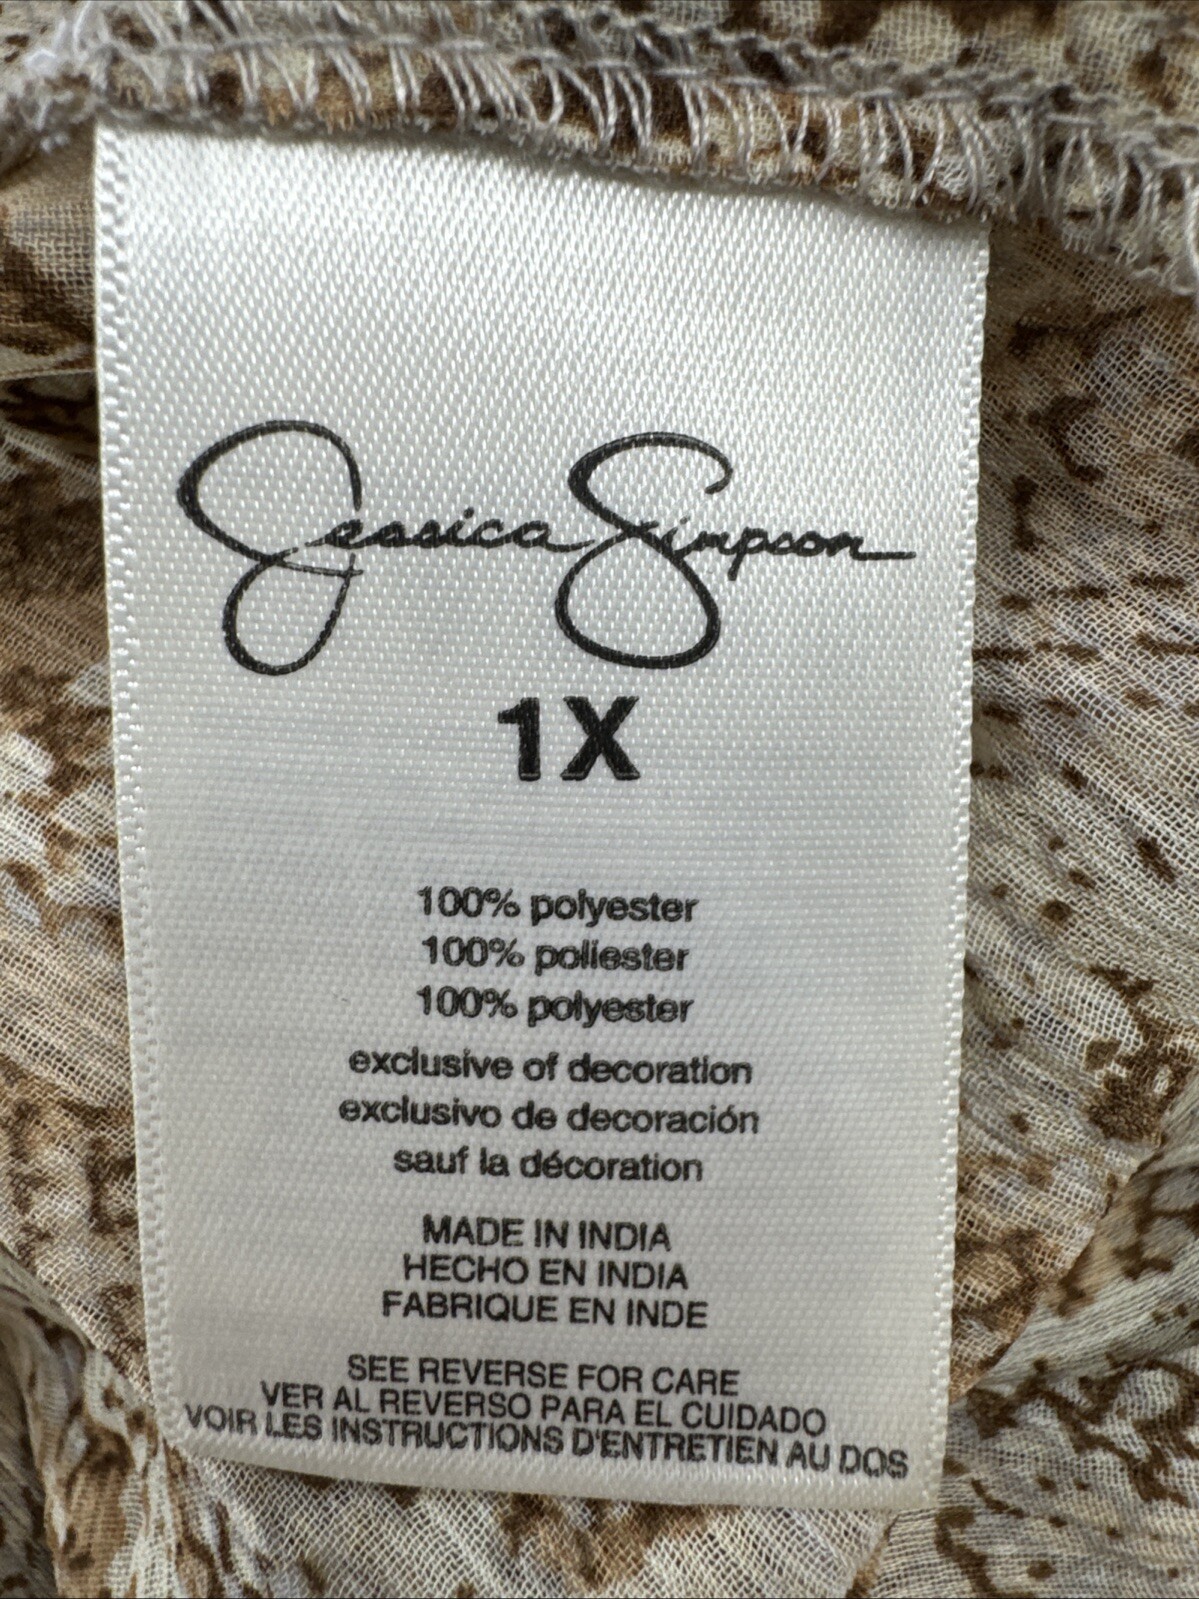 Jessica Simpson
1X
100% polyester
100% poliester
100% polyester
exclusive of decoration
exclusivo de decoración
sauf la décoration
MADE IN INDIA
HECHO EN INDIA
FABRIQUE EN INDE
SEE REVERSE FOR CARE
VER AL REVERSO PARA EL CUIDADO
VOIR LES INSTRUCTIONS D'ENTRETIEN AU DOS